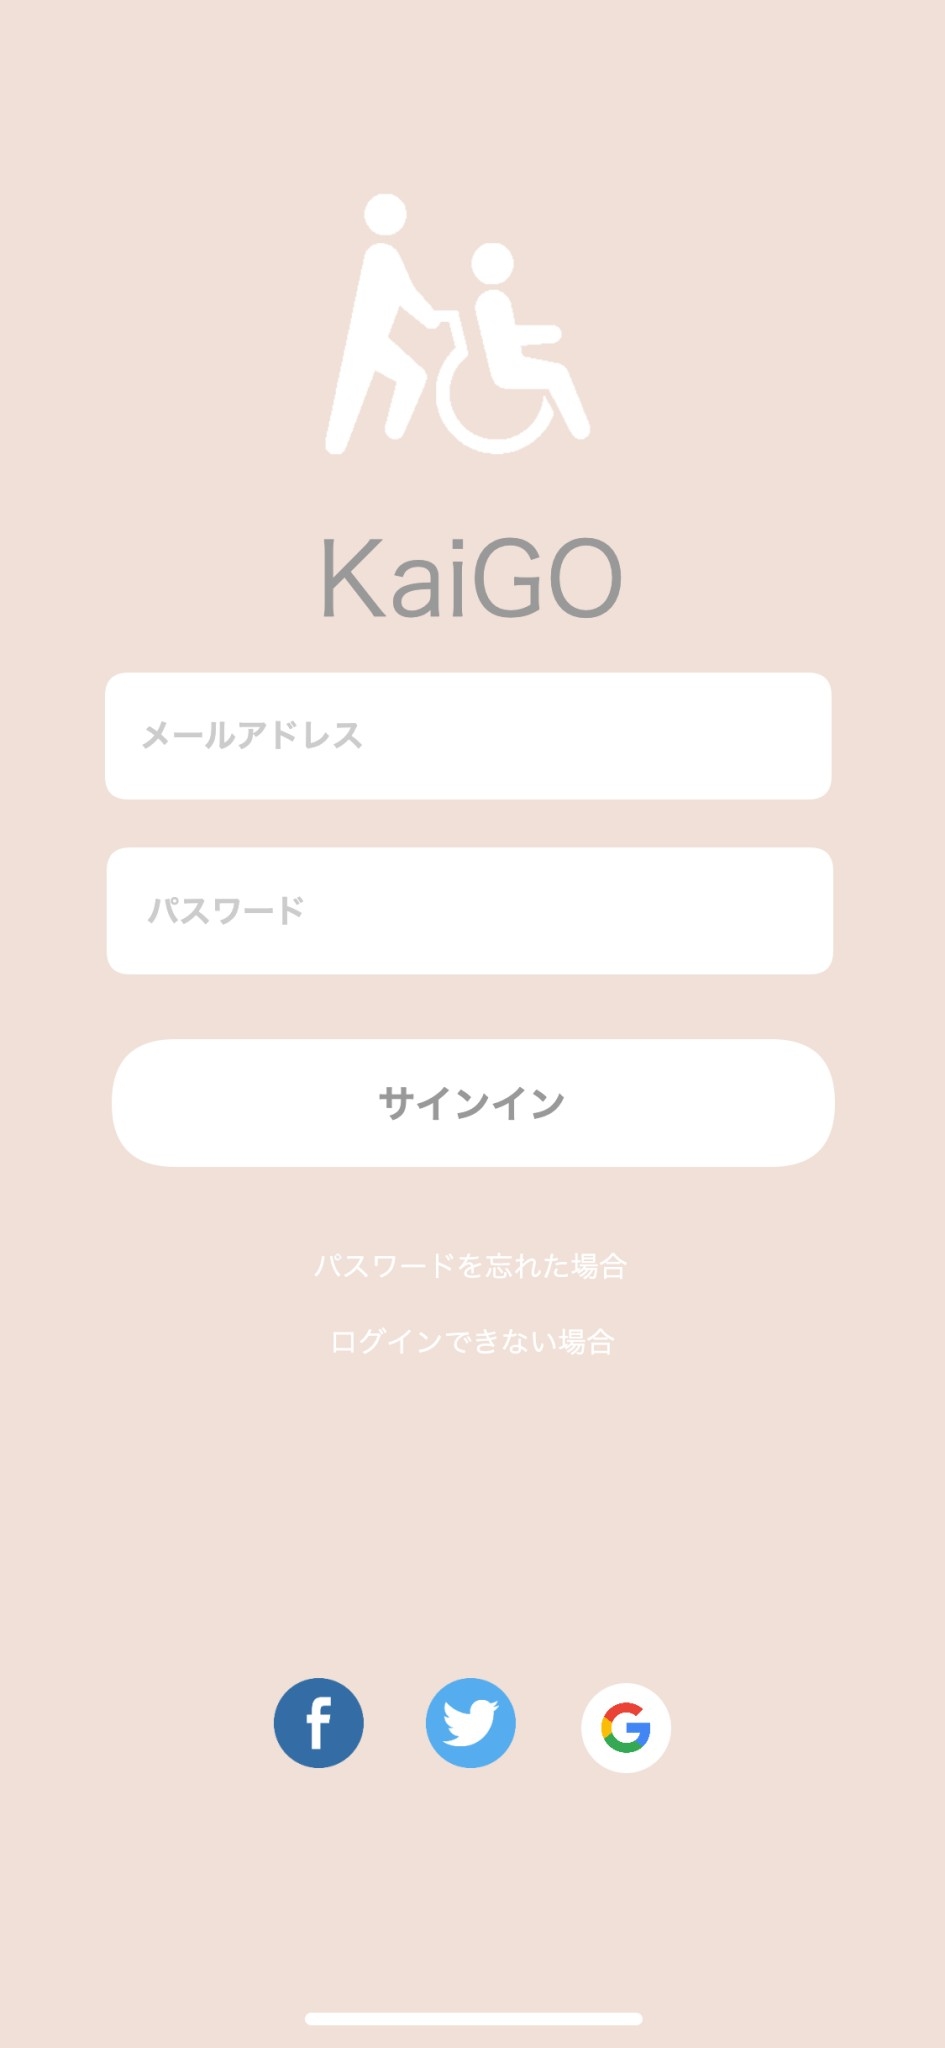 KaiGO
メールアドレス
パスワード
サインイン
パスワードを忘れた場合
ログインできない場合